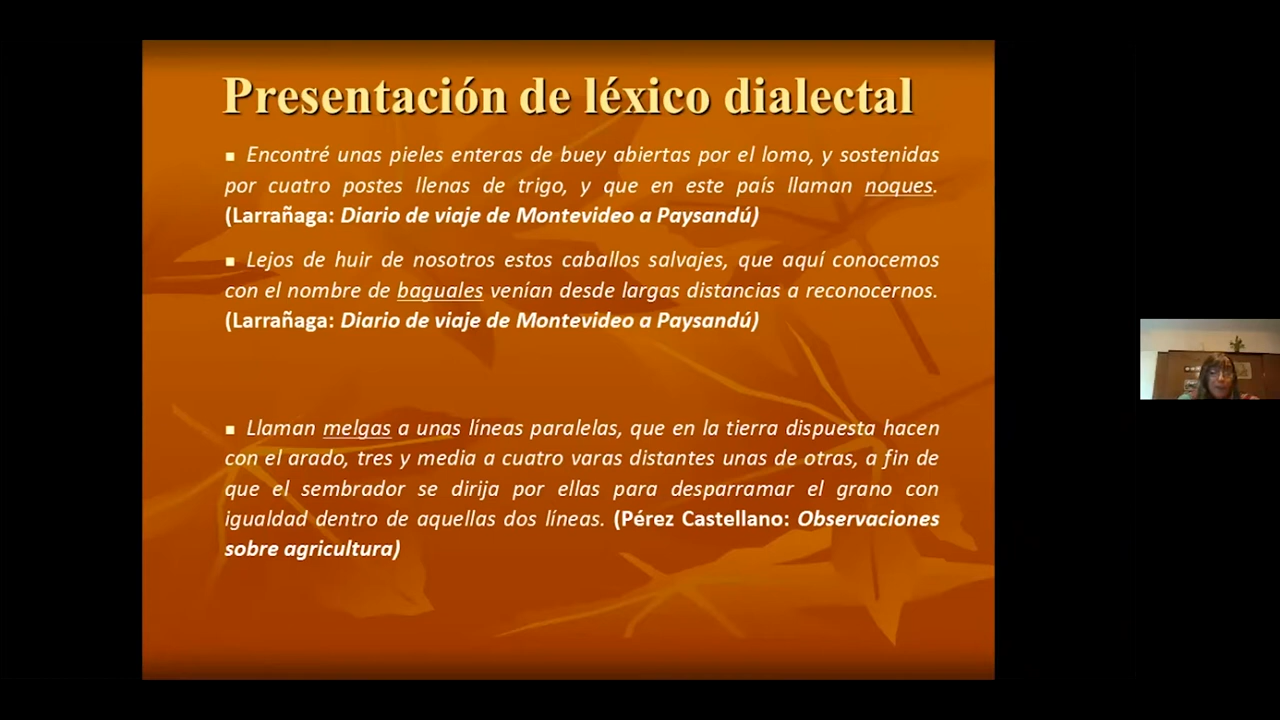 Presentación de léxico dialectal
▪ Encontré unas pieles enteras de buey abiertas por el lomo, y sostenidas
por cuatro postes llenas de trigo, y que en este país llaman noques.
(Larrañaga: Diario de viaje de Montevideo a Paysandú)
▪ Lejos de huir de nosotros estos caballos salvajes, que aquí conocemos
con el nombre de baguales venían desde largas distancias a reconocernos.
(Larrañaga: Diario de viaje de Montevideo a Paysandú)
▪ Llaman melgas a unas líneas paralelas, que en la tierra dispuesta hacen
con el arado, tres y media a cuatro varas distantes unas de otras, a fin de
que el sembrador se dirija por ellas para desparramar el grano con
igualdad dentro de aquellas dos líneas. (Pérez Castellano: Observaciones
sobre agricultura)